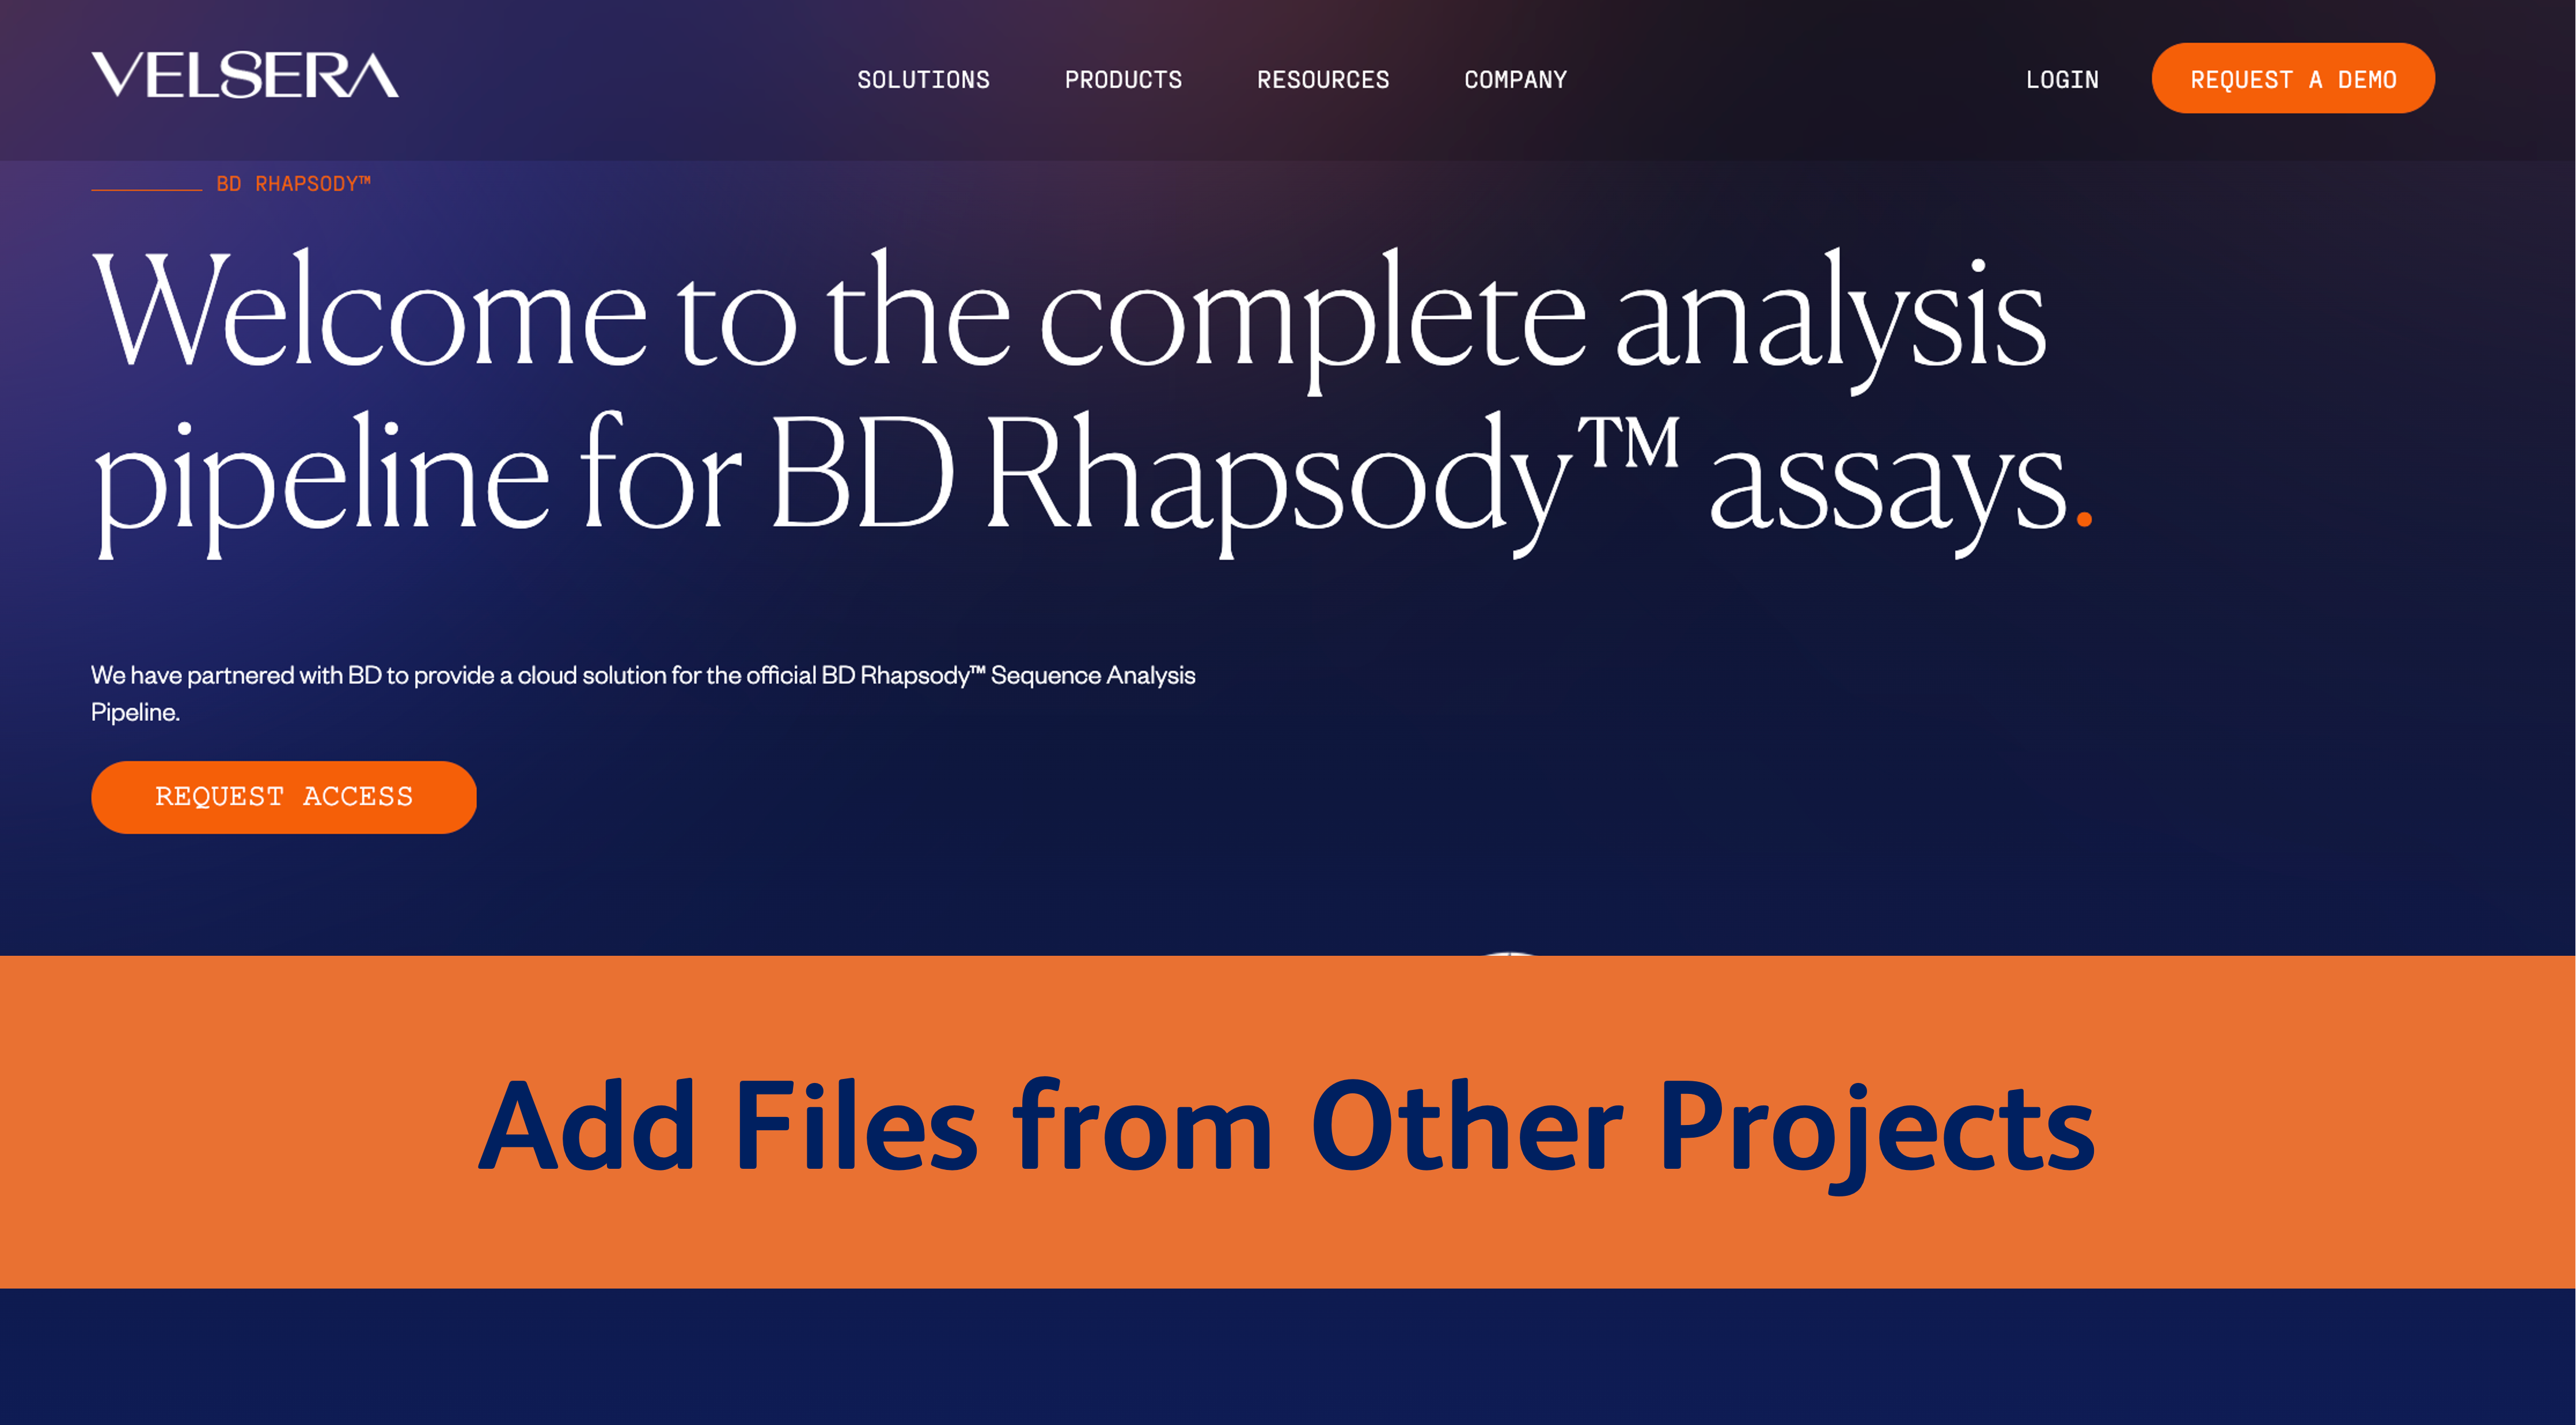 VELSERA
SOLUTIONS PRODUCTS RESOURCES COMPANY
LOGIN REQUEST A DEMO
BD RHAPSODY™
Welcome to the complete analysis
pipeline for BD Rhapsody™ assays.
We have partnered with BD to provide a cloud solution for the official BD Rhapsody™ Sequence Analysis
Pipeline.
REQUEST ACCESS
Add Files from Other Projects